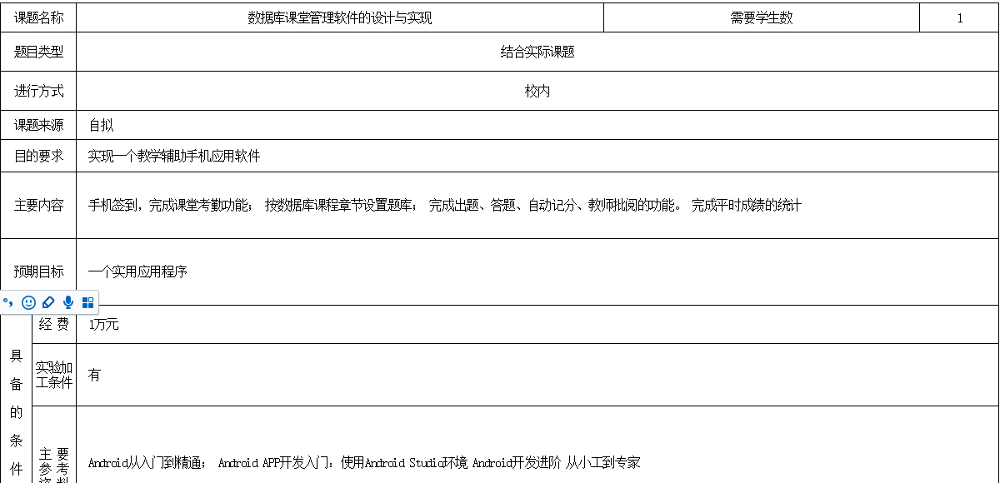 课题名称 数据库课堂管理软件的设计与实现 需要学生数 1
题目类型 结合实际课题
进行方式 校内
课题来源 自拟
目的要求 实现一个教学辅助手机应用软件
主要内容 手机签到，完成课堂考勤功能； 按数据库课程章节设置题库； 完成出题、答题、自动记分、教师批阅的功能。 完成平时成绩的统计
预期目标 一个实用应用程序
具备的条件
经 费 1万元
实验加
工条件
有
主 要
参 考
资 料
Android从入门到精通； Android APP开发入门：使用Android Studio环境 Android开发进阶 从小工到专家